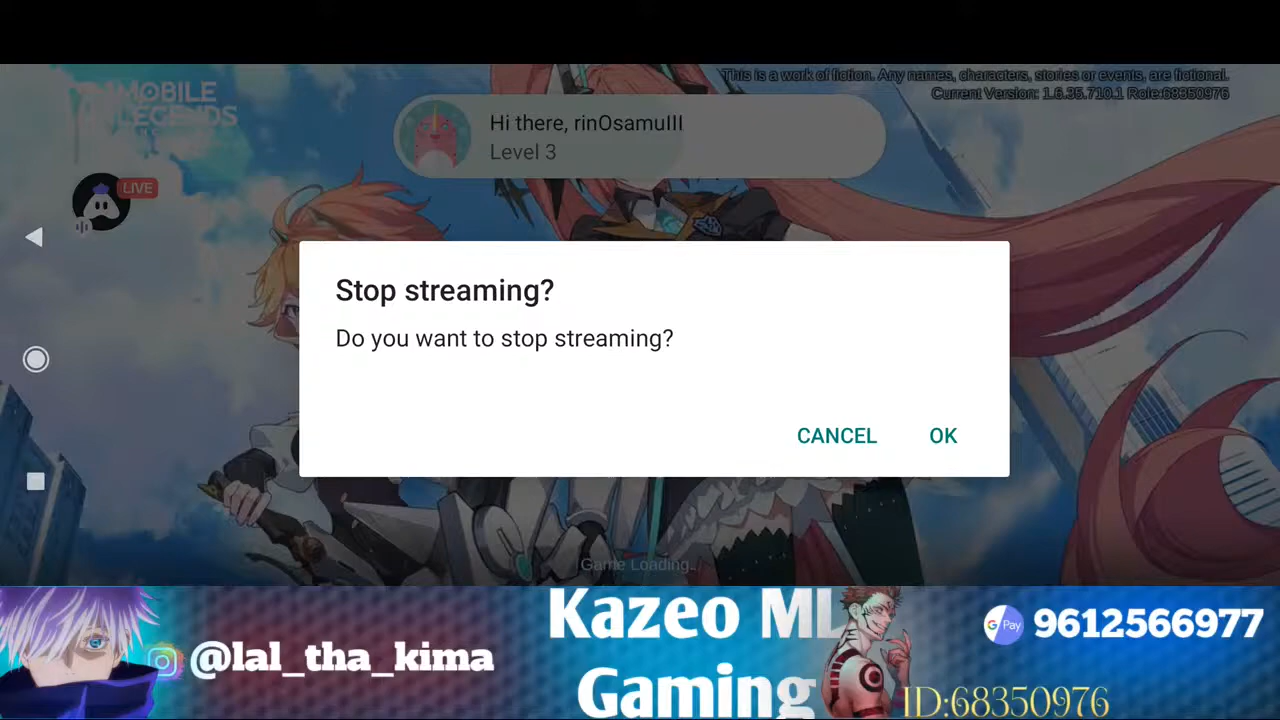 This is a work of fiction. Any names, characters, stories or events, are fictional.
Current Version: 1.6.35.710.1 Role:68350976
MOBILE
LEGENDS
Hi there, rinOsamuIII
Level 3
LIVE
Stop streaming?
Do you want to stop streaming?
CANCEL OK
Game Loading..
Kazeo ML
Gaming
@lal_tha_kima
G Pay 9612566977
ID:68350976